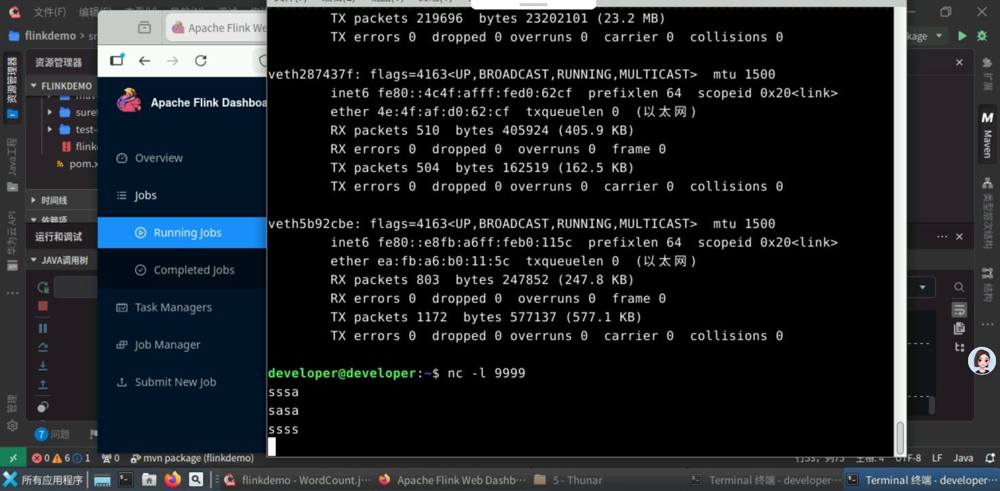 文件(F)
flinkdemo > sr
Apache Flink We
kage
TX packets 219696  bytes 23202101 (23.2 MB)
TX errors 0  dropped 0 overruns 0  carrier 0  collisions 0
veth287437f: flags=4163<UP,BROADCAST,RUNNING,MULTICAST>  mtu 1500
inet6 fe80::4c4f:afff:fed0:62cf  prefixlen 64  scopeid 0x20<link>
ether 4e:4f:af:d0:62:cf  txqueuelen 0  (以太网)
RX packets 510  bytes 405924 (405.9 KB)
RX errors 0  dropped 0  overruns 0  frame 0
TX packets 504  bytes 162519 (162.5 KB)
TX errors 0  dropped 0 overruns 0  carrier 0  collisions 0
veth5b92cbe: flags=4163<UP,BROADCAST,RUNNING,MULTICAST>  mtu 1500
inet6 fe80::e8fb:a6ff:feb0:115c  prefixlen 64  scopeid 0x20<link>
ether ea:fb:a6:b0:11:5c  txqueuelen 0  (以太网)
RX packets 803  bytes 247852 (247.8 KB)
RX errors 0  dropped 0  overruns 0  frame 0
TX packets 1172  bytes 577137 (577.1 KB)
TX errors 0  dropped 0 overruns 0  carrier 0  collisions 0
developer@developer:~$ nc -l 9999
sssa
sasa
ssss
资源管理器
Java工程
华为云 API
管理
资源管理器
FLINKDEMO
suref
test-
flink
pom.x
时间线
依赖项
运行和调试
JAVA调用树
7 问题
Apache Flink Dashboa
Overview
Jobs
Running Jobs
Completed Jobs
Task Managers
Job Manager
Submit New Job
扩展
Maven
类型层次结构
结构
0 6 1 0 mvn package (flinkdemo)
行53, 列75 空格: 4 UTF-8 LF Java
所有应用程序
flinkdemo - WordCount.j···
Apache Flink Web Dashb···
5 - Thunar
Terminal 终端 - developer···
Terminal 终端 - developer···